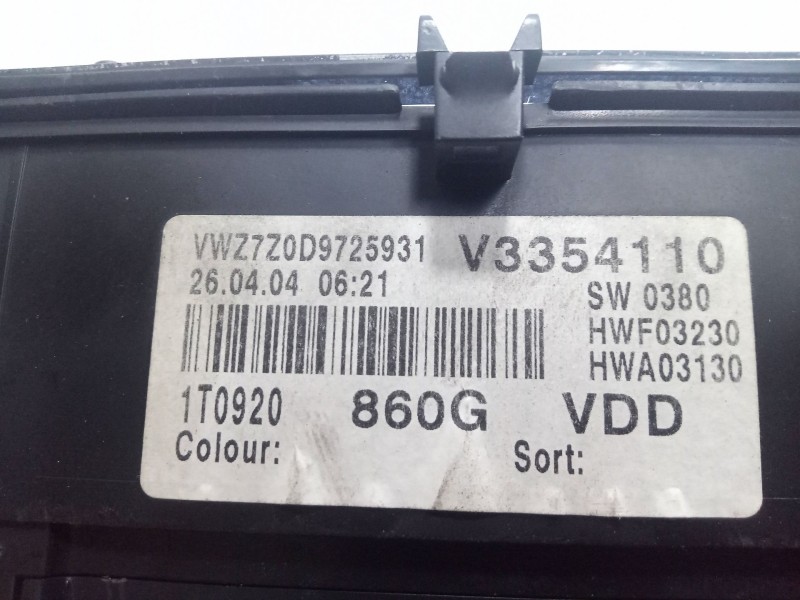 VWZ7Z0D9725931 V3354110
26.04.04 06:21 SW 0380
HWF03230
HWA03130
1T0920 860G VDD
Colour: Sort: